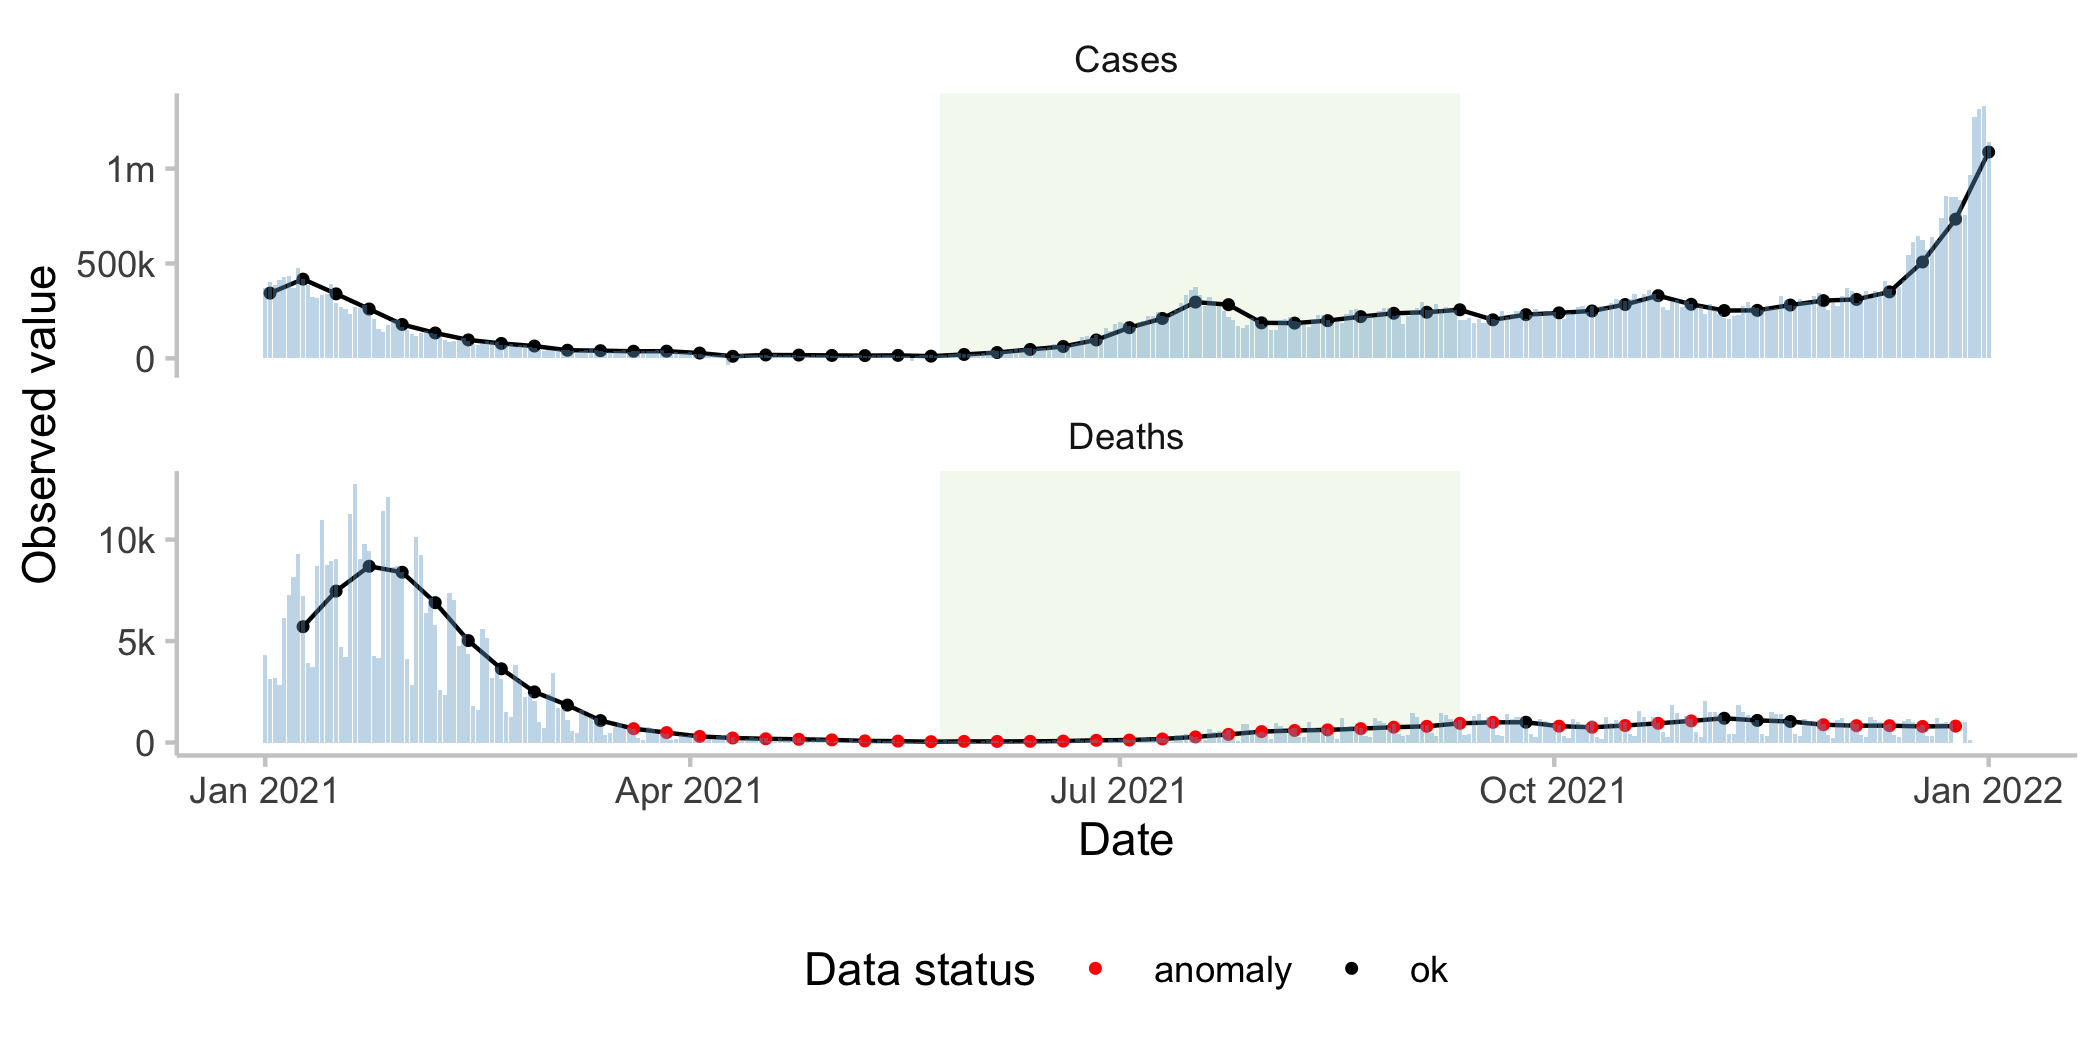 Cases
Observed value
1m
500k
0
Deaths
10k
5k
0
Jan 2021 Apr 2021 Jul 2021 Oct 2021 Jan 2022
Date
Data status anomaly ok